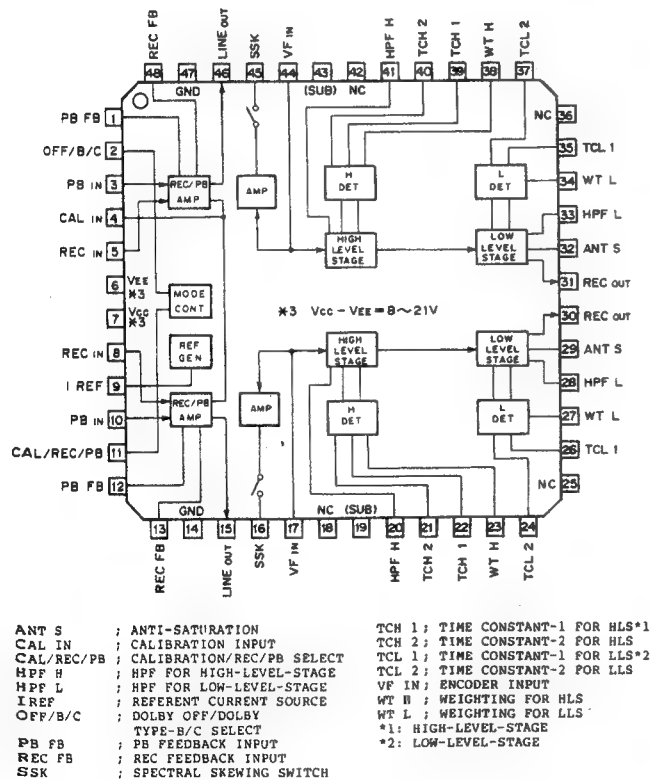 REC FB
LINE OUT
SSK
VF IN
HPF H
TCH 2
TCH 1
WT H
TCL 2
48 47 46 45 44 43 42 41 40 39 38 37
GND
(SUB) NC
NC 36
PB FB 1
OFF/B/C 2
PB IN 3
CAL IN 4
REC IN 5
6 VEE
*3
7 VCC
*3
REC IN 8
I REF 9
PB IN 10
CAL/REC/PB 11
PB FB 12
35 TCL 1
34 WT L
33 HPF L
32 ANT S
31 REC OUT
30 REC OUT
29 ANT S
28 HPF L
27 WT L
26 TCL 1
NC 25
REC/PB
AMP
AMP
H
DET
L
DET
HIGH
LEVEL
STAGE
LOW
LEVEL
STAGE
MODE
CONT
*3 VCC - VEE = 8~21V
REF
GEN
HIGH
LEVEL
STAGE
LOW
LEVEL
STAGE
REC/PB
AMP
AMP
H
DET
L
DET
GND
NC (SUB)
13 14 15 16 17 18 19 20 21 22 23 24
REC FB
LINE OUT
SSK
VF IN
HPF H
TCH 2
TCH 1
WT H
TCL 2
ANT S ; ANTI-SATURATION
CAL IN ; CALIBRATION INPUT
CAL/REC/PB ; CALIBRATION/REC/PB SELECT
HPF H ; HPF FOR HIGH-LEVEL-STAGE
HPF L ; HPF FOR LOW-LEVEL-STAGE
IREF ; REFERENT CURRENT SOURCE
OFF/B/C ; DOLBY OFF/DOLBY
TYPE-B/C SELECT
PB FB ; PB FEEDBACK INPUT
REC FB ; REC FEEDBACK INPUT
SSK ; SPECTRAL SKEWING SWITCH
TCH 1; TIME CONSTANT-1 FOR HLS*1
TCH 2; TIME CONSTANT-2 FOR HLS
TCL 1; TIME CONSTANT-1 FOR LLS*2
TCL 2; TIME CONSTANT-2 FOR LLS
VF IN; ENCODER INPUT
WT H ; WEIGHTING FOR HLS
WT L ; WEIGHTING FOR LLS
*1: HIGH-LEVEL-STAGE
*2: LOW-LEVEL-STAGE